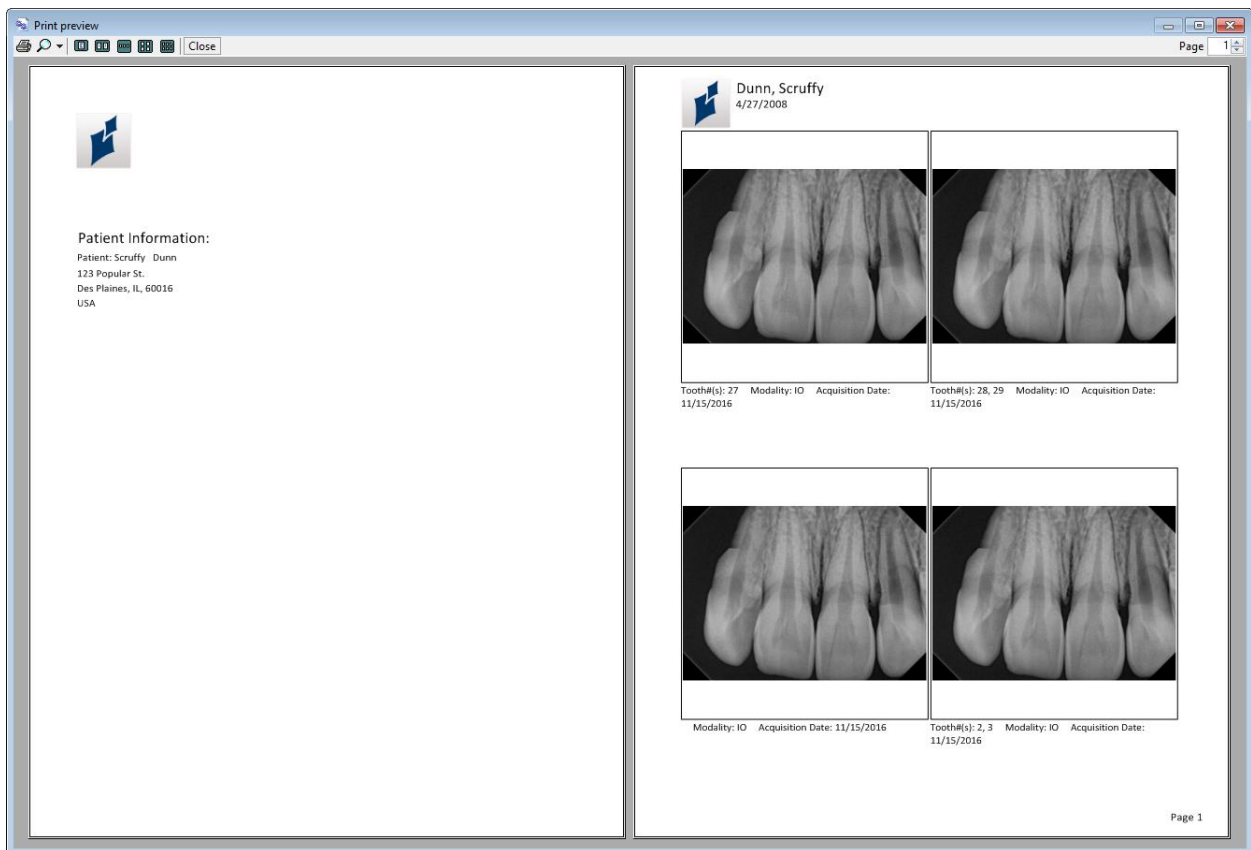 Print preview
Close
Page 1
Patient Information:
Patient: Scruffy Dunn
123 Popular St.
Des Plaines, IL, 60016
USA
Dunn, Scruffy
4/27/2008
Tooth#(s): 27 Modality: IO Acquisition Date:
11/15/2016
Tooth#(s): 28, 29 Modality: IO Acquisition Date:
11/15/2016
Modality: IO Acquisition Date: 11/15/2016
Tooth#(s): 2, 3 Modality: IO Acquisition Date:
11/15/2016
Page 1